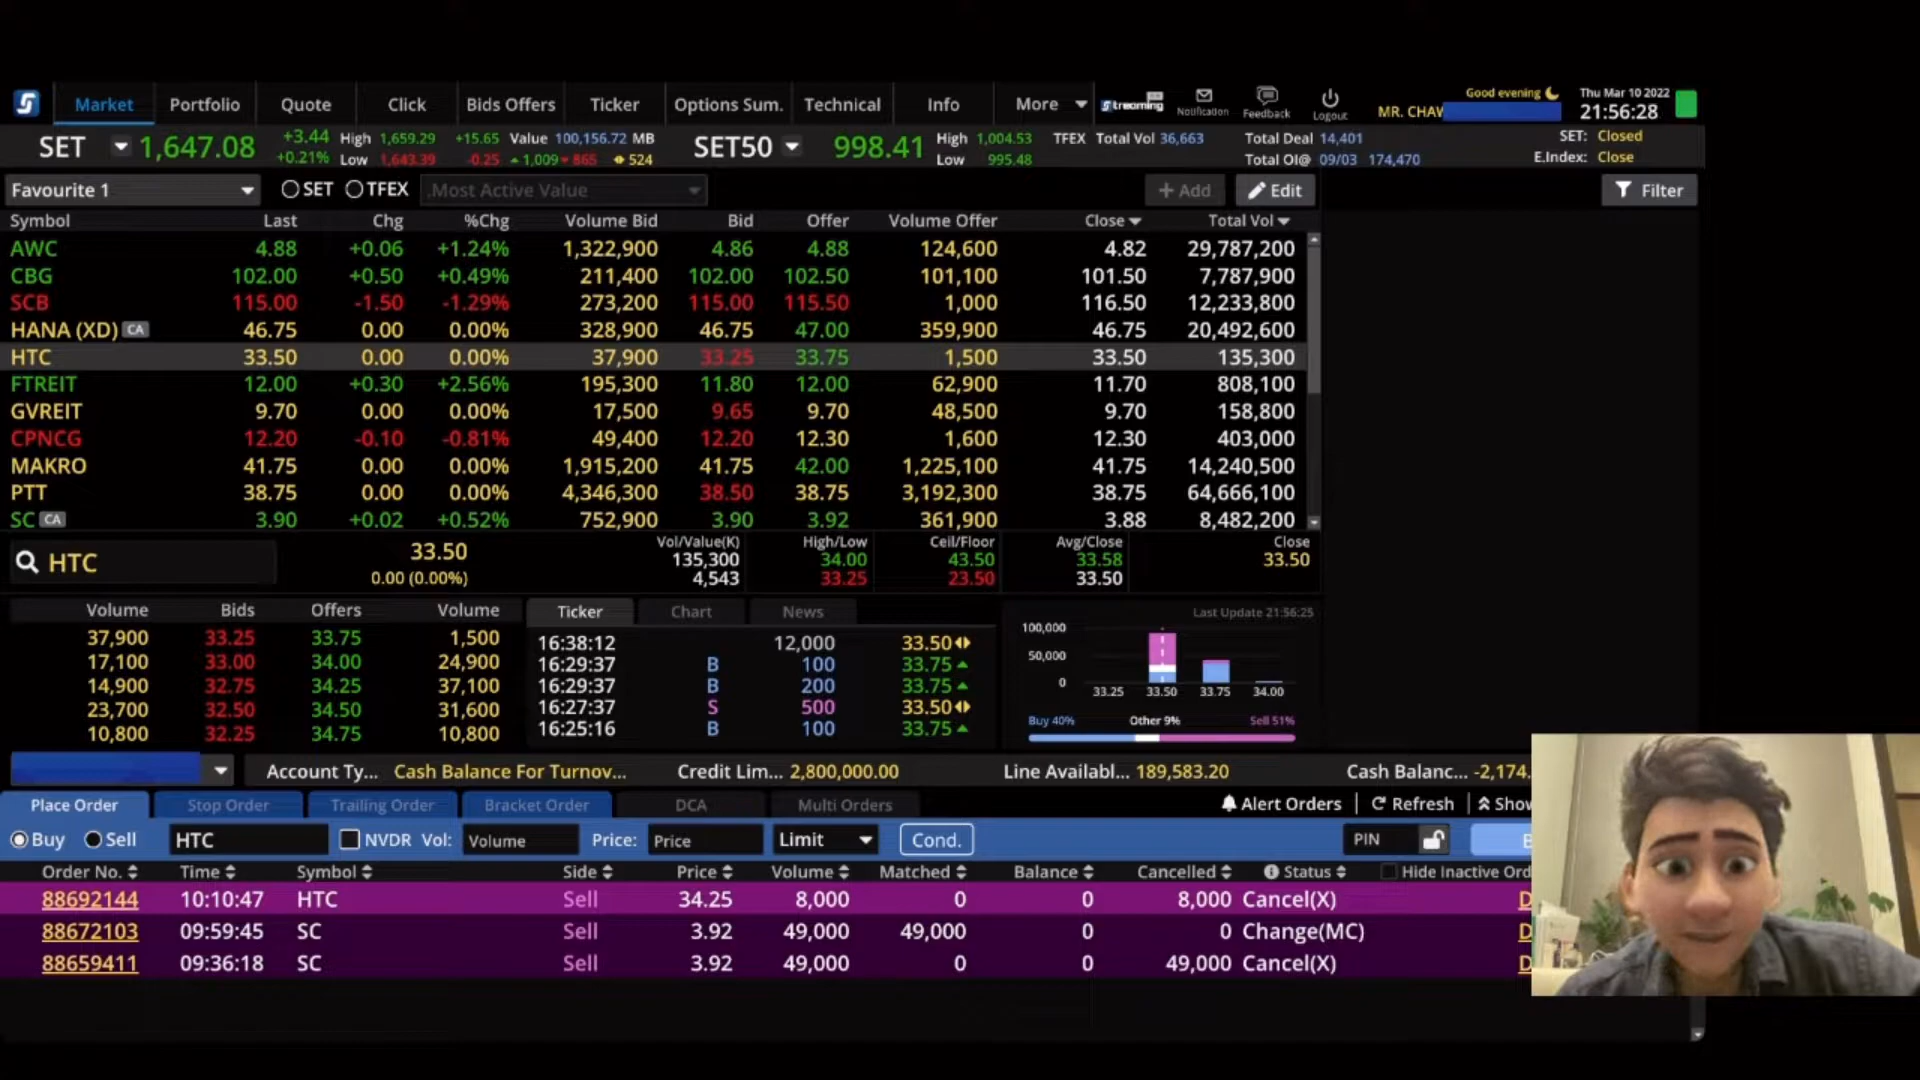 Market Portfolio Quote Click Bids Offers Ticker Options Sum. Technical Info More Streaming Notification Feedback Logout Good evening MR. CHAW Thu Mar 10 2022 21:56:28
SET 1,647.08 +3.44 +0.21% High 1,659.29 +15.65 Value 100,156.72 MB SET50 998.41 High 1,004.53 TFEX Total Vol 36,663 Total Deal 14,401 SET: Closed
Low 1,643.39 -0.25 1,009 865 524 Low 995.48 Total OI@ 09/03 174,470 E.Index: Close
Favourite 1 SET TFEX .Most Active Value + Add Edit Filter
Symbol Last Chg %Chg Volume Bid Bid Offer Volume Offer Close Total Vol
AWC 4.88 +0.06 +1.24% 1,322,900 4.86 4.88 124,600 4.82 29,787,200
CBG 102.00 +0.50 +0.49% 211,400 102.00 102.50 101,100 101.50 7,787,900
SCB 115.00 -1.50 -1.29% 273,200 115.00 115.50 1,000 116.50 12,233,800
HANA (XD) CA 46.75 0.00 0.00% 328,900 46.75 47.00 359,900 46.75 20,492,600
HTC 33.50 0.00 0.00% 37,900 33.25 33.75 1,500 33.50 135,300
FTREIT 12.00 +0.30 +2.56% 195,300 11.80 12.00 62,900 11.70 808,100
GVREIT 9.70 0.00 0.00% 17,500 9.65 9.70 48,500 9.70 158,800
CPNCG 12.20 -0.10 -0.81% 49,400 12.20 12.30 1,600 12.30 403,000
MAKRO 41.75 0.00 0.00% 1,915,200 41.75 42.00 1,225,100 41.75 14,240,500
PTT 38.75 0.00 0.00% 4,346,300 38.50 38.75 3,192,300 38.75 64,666,100
SC CA 3.90 +0.02 +0.52% 752,900 3.90 3.92 361,900 3.88 8,482,200
HTC 33.50 Vol/Value(K) High/Low Ceil/Floor Avg/Close Close
135,300 34.00 43.50 33.58 33.50
0.00 (0.00%) 4,543 33.25 23.50 33.50
Volume Bids Offers Volume Ticker Chart News Last Update 21:56:25
37,900 33.25 33.75 1,500 16:38:12 12,000 33.50
17,100 33.00 34.00 24,900 16:29:37 B 100 33.75
14,900 32.75 34.25 37,100 16:29:37 B 200 33.75
23,700 32.50 34.50 31,600 16:27:37 S 500 33.50
10,800 32.25 34.75 10,800 16:25:16 B 100 33.75
100,000
50,000
0
33.25 33.50 33.75 34.00
Buy 40% Other 9% Sell 51%
Account Ty... Cash Balance For Turnov... Credit Lim... 2,800,000.00 Line Availabl... 189,583.20 Cash Balanc... -2,174.
Place Order Stop Order Trailing Order Bracket Order DCA Multi Orders Alert Orders Refresh Show
Buy Sell HTC NVDR Vol: Volume Price: Price Limit Cond. PIN
Order No. Time Symbol Side Price Volume Matched Balance Cancelled Status Hide Inactive Ord
88692144 10:10:47 HTC Sell 34.25 8,000 0 0 8,000 Cancel(X) D
88672103 09:59:45 SC Sell 3.92 49,000 49,000 0 0 Change(MC) D
88659411 09:36:18 SC Sell 3.92 49,000 0 0 49,000 Cancel(X) D